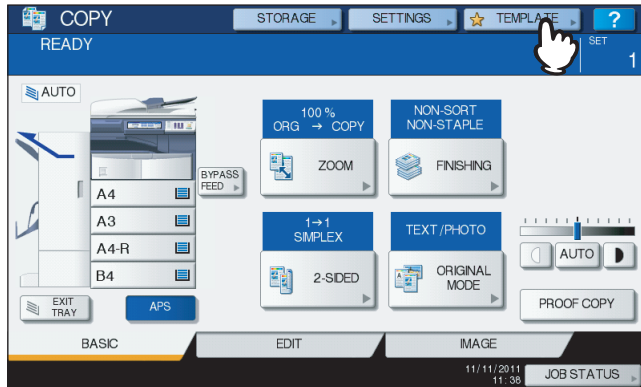 COPY
STORAGE
SETTINGS
TEMPLATE
?
READY
SET
1
AUTO
100 %
ORG → COPY
ZOOM
NON-SORT
NON-STAPLE
FINISHING
BYPASS
FEED
A4
A3
A4-R
B4
1→1
SIMPLEX
2-SIDED
TEXT/PHOTO
ORIGINAL
MODE
AUTO
EXIT
TRAY
APS
PROOF COPY
BASIC
EDIT
IMAGE
11/11/2011
11:38
JOB STATUS